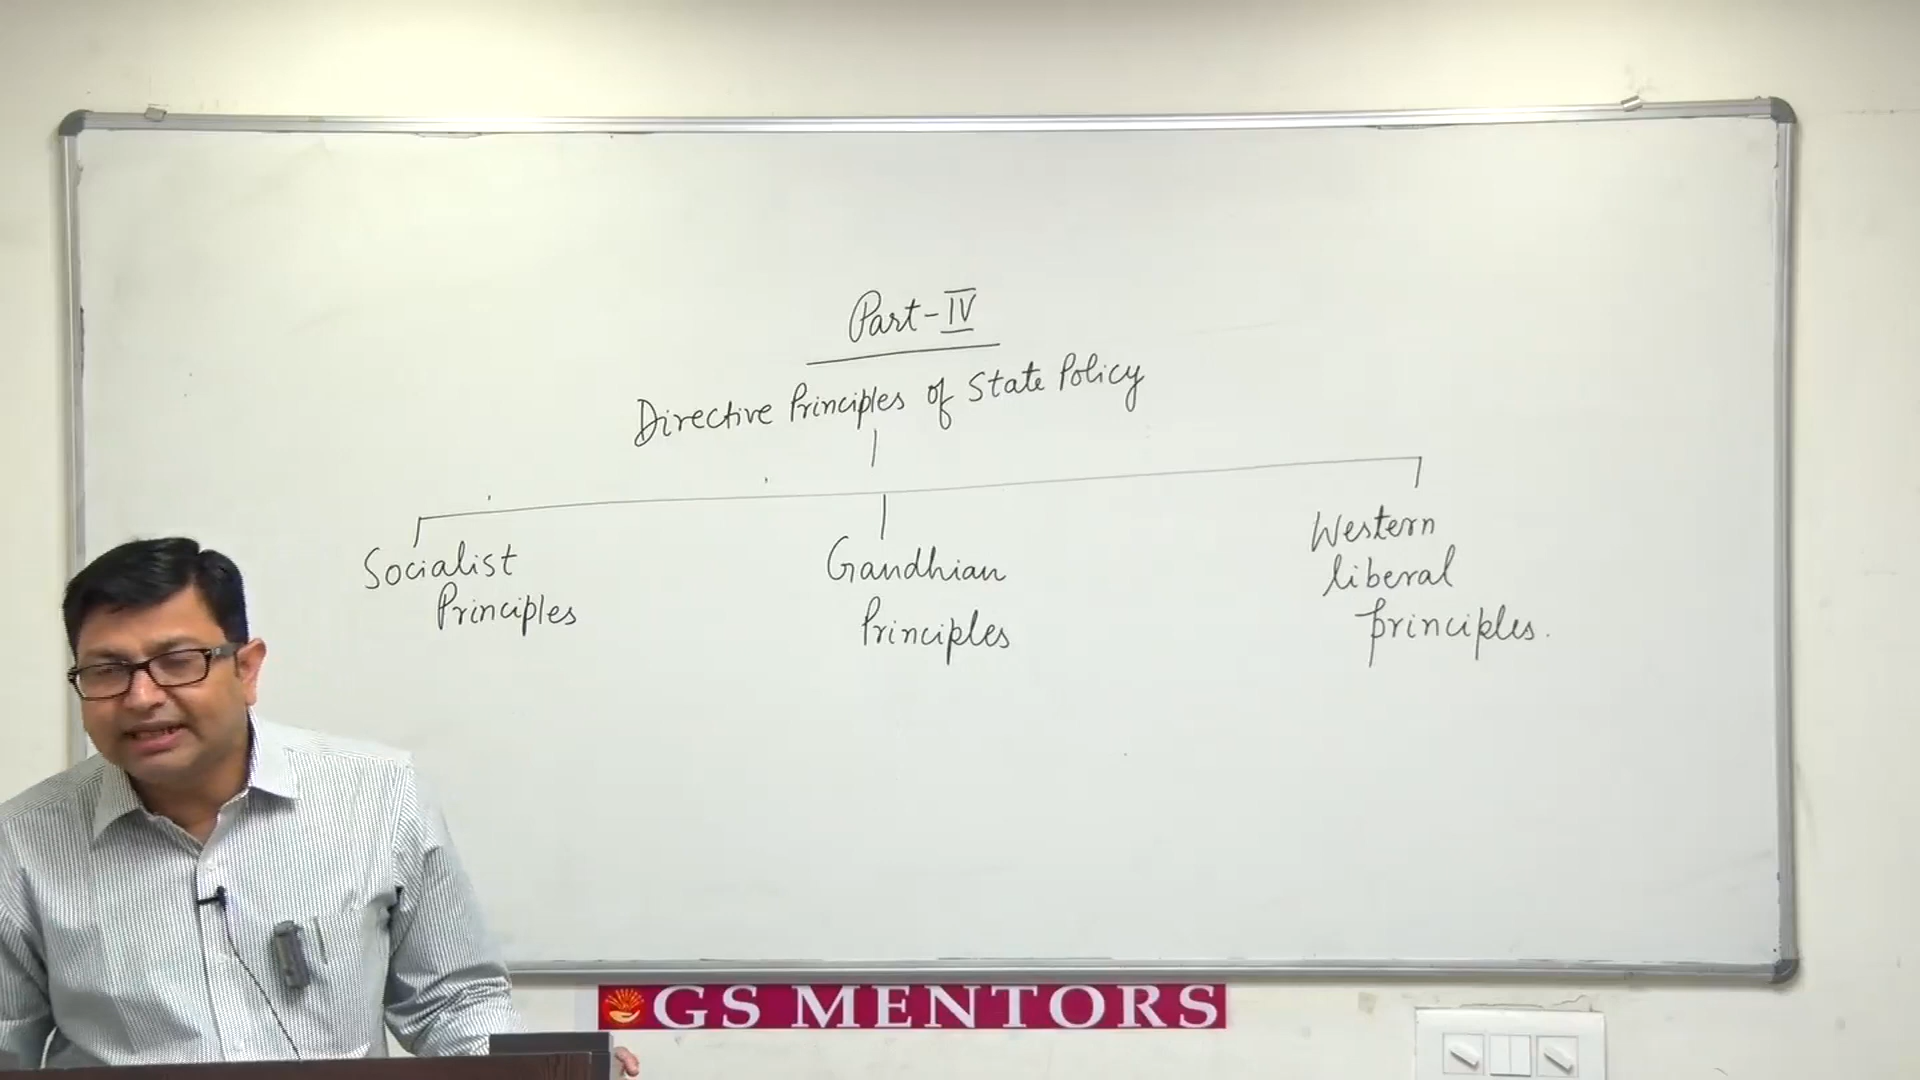 Part-IV
Directive Principles of State Policy
Socialist
Principles
Gandhian
Principles
Western
liberal
principles.
GS MENTORS